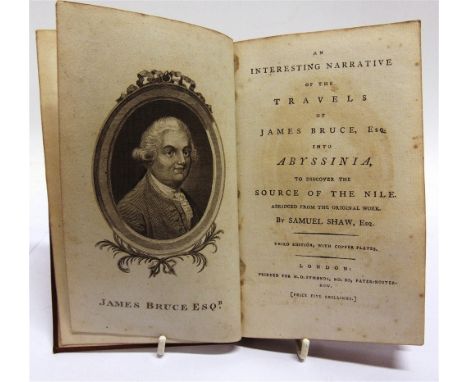 JAMES BRUCE ESQR
AN
INTERESTING NARRATIVE
OF THE
TRAVELS
OF
JAMES BRUCE, ESQ.
INTO
ABYSSINIA,
TO DISCOVER THE
SOURCE OF THE NILE.
ABRIDGED FROM THE ORIGINAL WORK.
BY SAMUEL SHAW, ESQ.
THIRD EDITION, WITH COPPER PLATES.
LONDON:
PRINTED FOR H. D. SYMONDS, NO. 20, PATER-NOSTER-
ROW.
[PRICE FIVE SHILLINGS.]